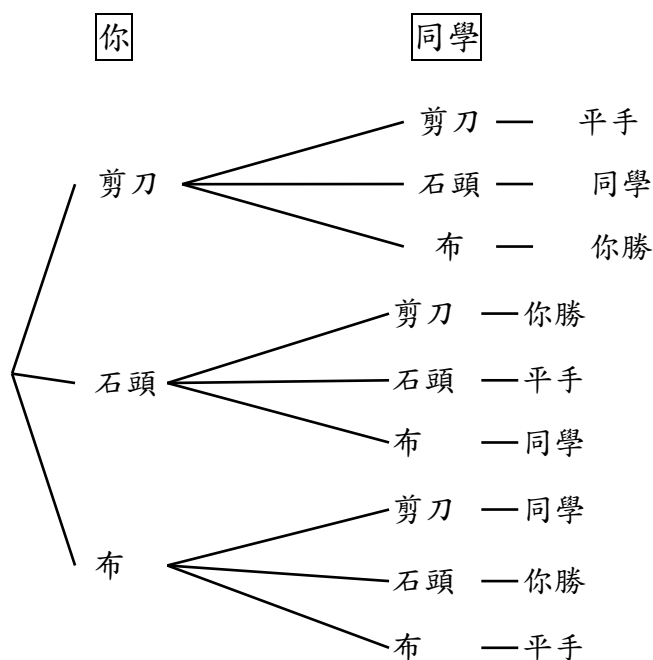 你 同學
剪刀 平手
剪刀 石頭 同學
布 你勝
剪刀 你勝
石頭 石頭 平手
布 同學
剪刀 同學
布 石頭 你勝
布 平手